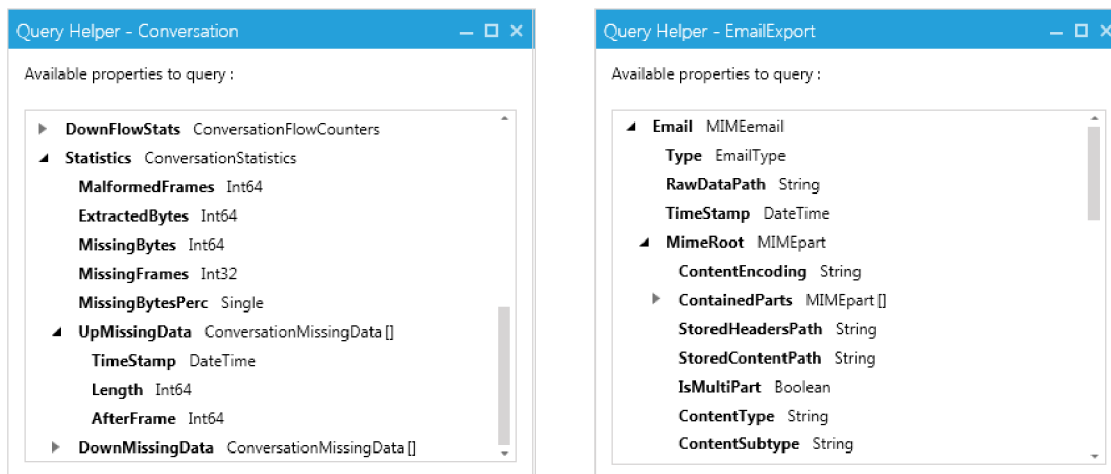 Query Helper - Conversation
Available properties to query :
DownFlowStats ConversationFlowCounters
Statistics ConversationStatistics
MalformedFrames Int64
ExtractedBytes Int64
MissingBytes Int64
MissingFrames Int32
MissingBytesPerc Single
UpMissingData ConversationMissingData []
TimeStamp DateTime
Length Int64
AfterFrame Int64
DownMissingData ConversationMissingData []
Query Helper - EmailExport
Available properties to query :
Email MIMEemail
Type EmailType
RawDataPath String
TimeStamp DateTime
MimeRoot MIMEpart
ContentEncoding String
ContainedParts MIMEpart []
StoredHeadersPath String
StoredContentPath String
IsMultiPart Boolean
ContentType String
ContentSubtype String